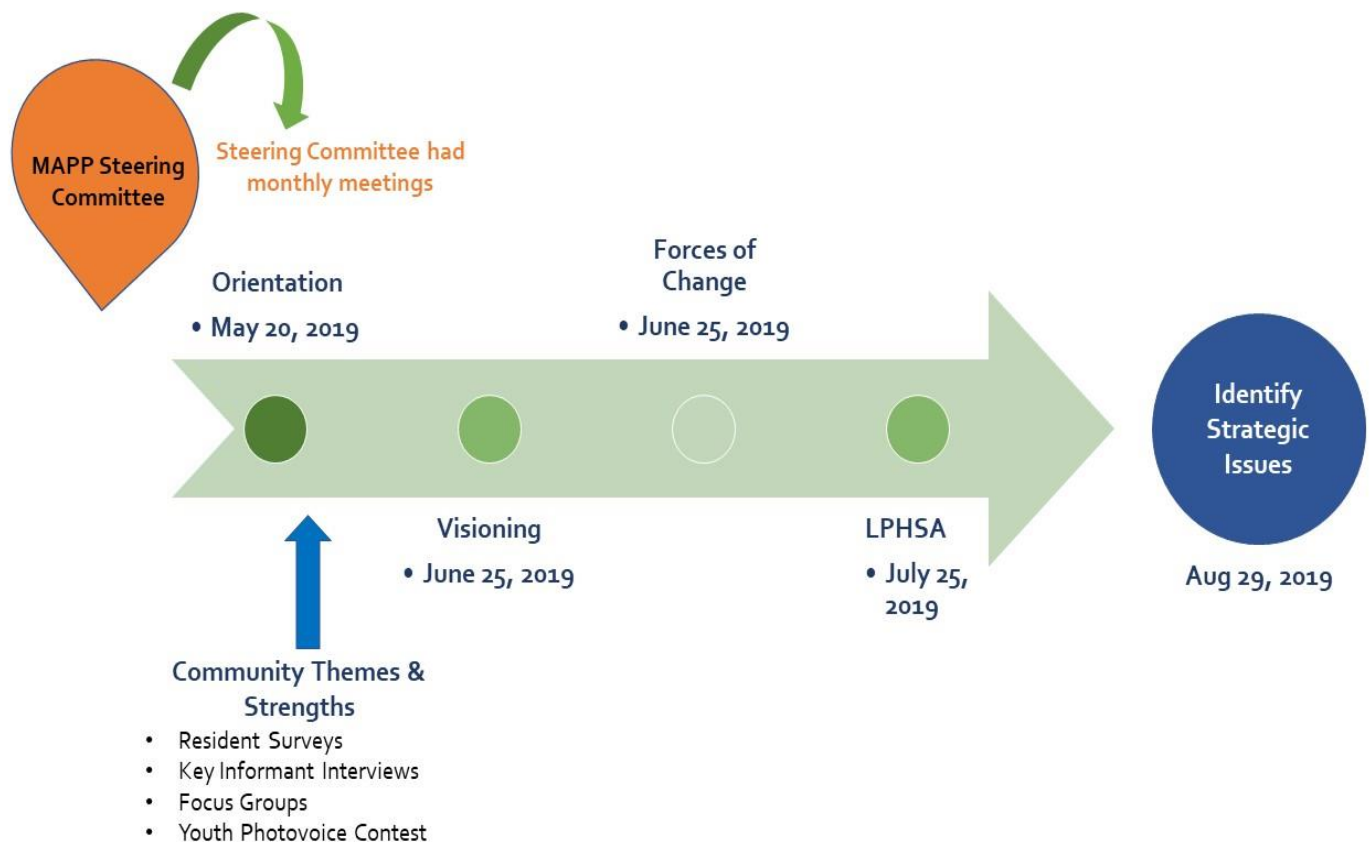 MAPP Steering
Committee
Steering Committee had
monthly meetings
Orientation
• May 20, 2019
Forces of
Change
• June 25, 2019
Identify
Strategic
Issues
Visioning
• June 25, 2019
LPHSA
• July 25,
2019
Aug 29, 2019
Community Themes &
Strengths
• Resident Surveys
• Key Informant Interviews
• Focus Groups
• Youth Photovoice Contest